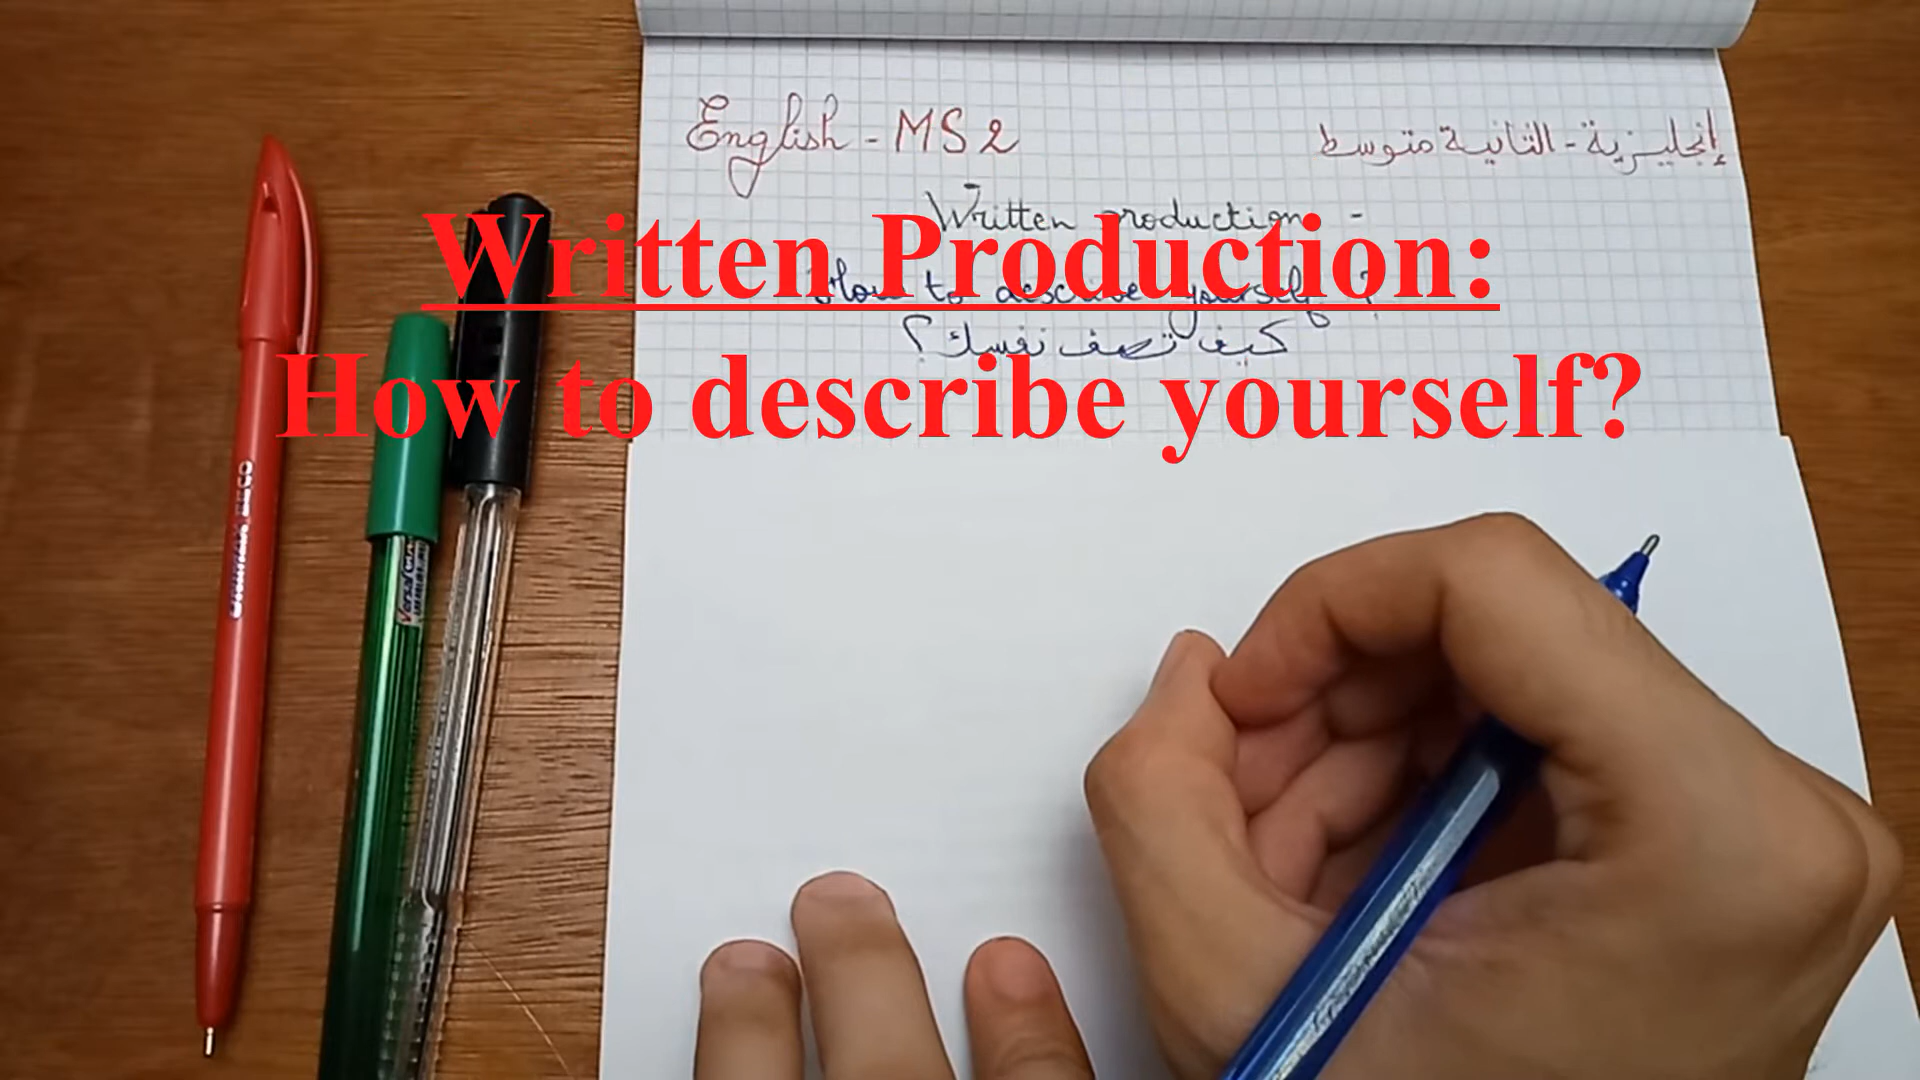 English - MS2
إنجليزية - الثانية متوسط
Written production -
How to describe yourself ?
كيف تصف نفسك؟
Written Production:
How to describe yourself?